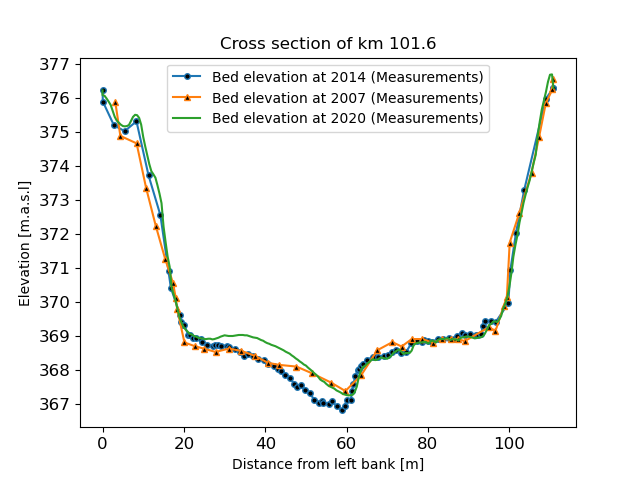 Cross section of km 101.6
Bed elevation at 2014 (Measurements)
Bed elevation at 2007 (Measurements)
Bed elevation at 2020 (Measurements)
Elevation [m.a.s.l]
377
376
375
374
373
372
371
370
369
368
367
0 20 40 60 80 100
Distance from left bank [m]